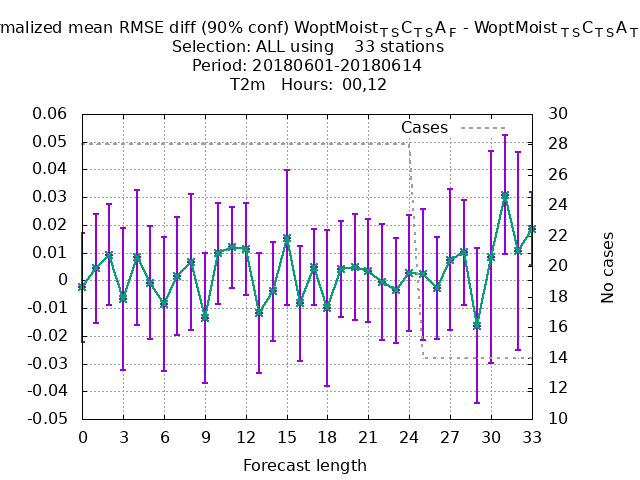 rmalized mean RMSE diff (90% conf) WoptMoist_TS C_TS A_F - WoptMoist_TS C_TS A_T
Selection: ALL using 33 stations
Period: 20180601-20180614
T2m Hours: 00,12
Cases
0.06
0.05
0.04
0.03
0.02
0.01
0
-0.01
-0.02
-0.03
-0.04
-0.05
30
28
26
24
22
20
18
16
14
12
10
No cases
0 3 6 9 12 15 18 21 24 27 30 33
Forecast length